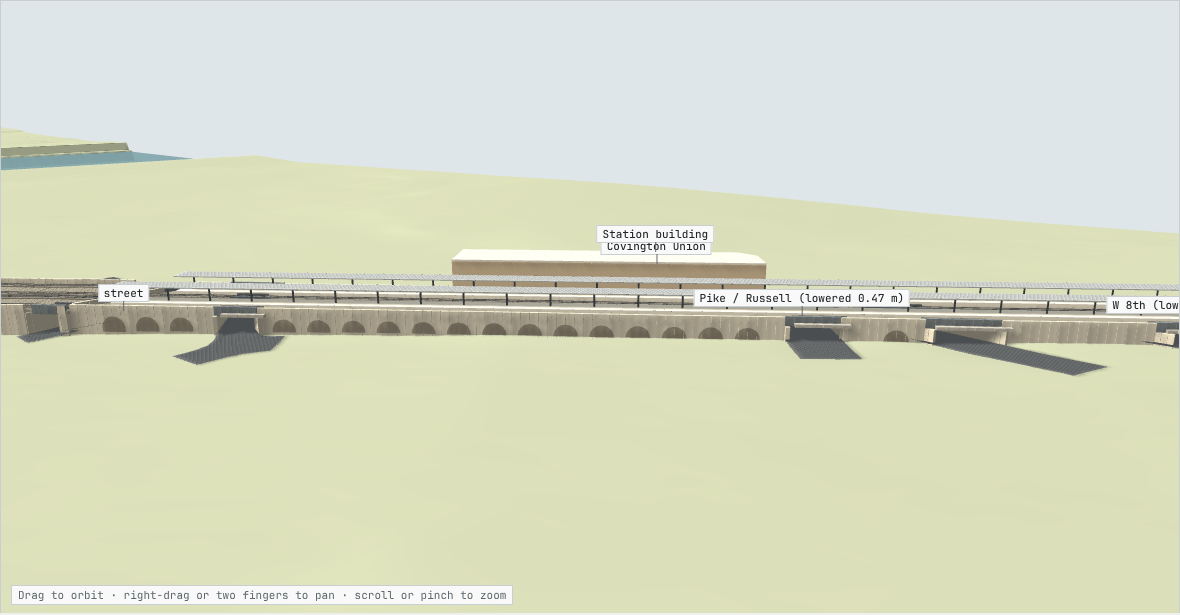 Station building
Covington Union
street
Pike / Russell (lowered 0.47 m)
W 8th (low
Drag to orbit · right-drag or two fingers to pan · scroll or pinch to zoom